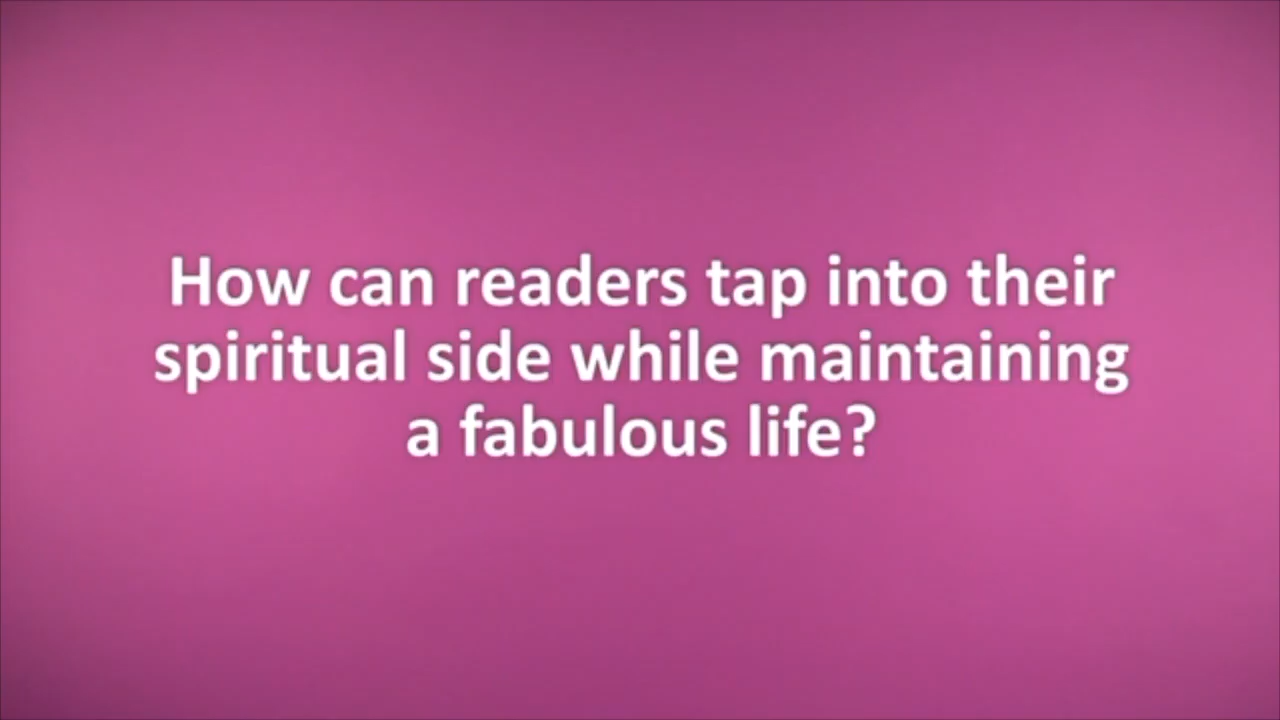 How can readers tap into their
spiritual side while maintaining
a fabulous life?